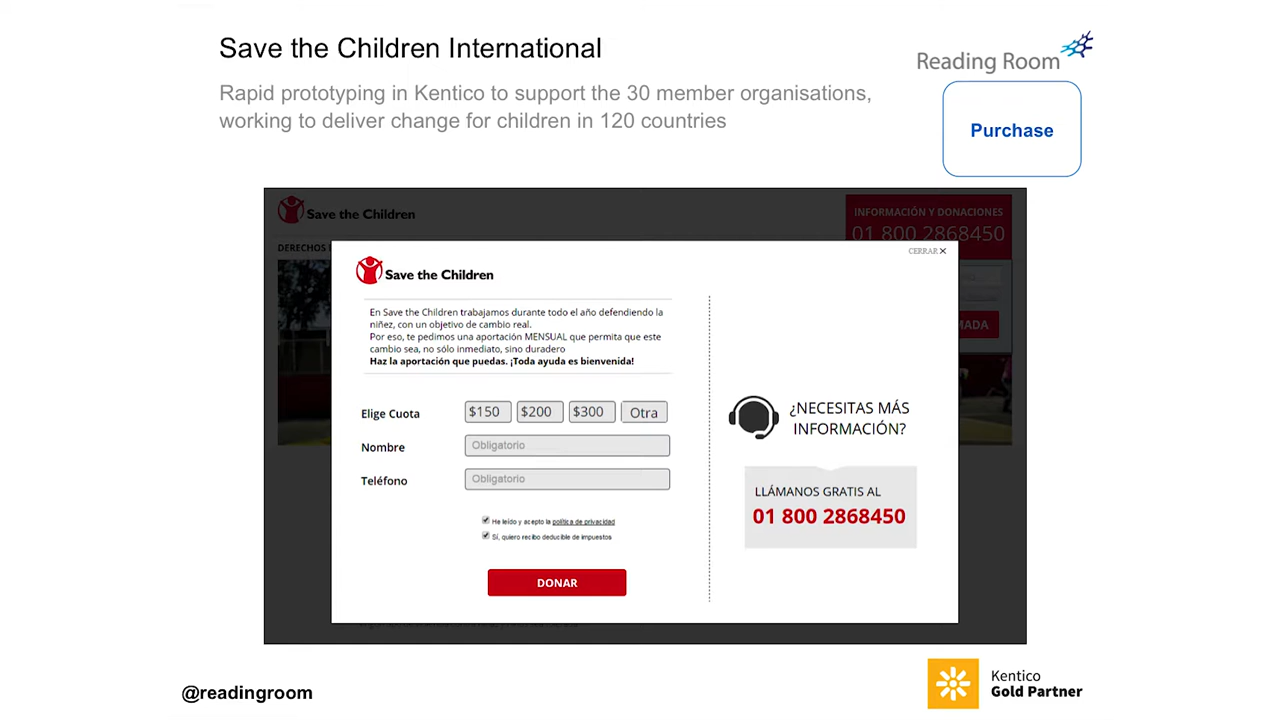 Save the Children International
Reading Room
Rapid prototyping in Kentico to support the 30 member organisations,
working to deliver change for children in 120 countries
Purchase
Save the Children
INFORMACIÓN Y DONACIONES
01 800 2868450
DERECHOS
CERRAR X
Save the Children
En Save the Children trabajamos durante todo el año defendiendo la
niñez, con un objetivo de cambio real.
Por eso, te pedimos una aportación MENSUAL que permita que este
cambio sea, no sólo inmediato, sino duradero
Haz la aportación que puedas. ¡Toda ayuda es bienvenida!
Elige Cuota
$150
$200
$300
Otra
Nombre
Obligatorio
Teléfono
Obligatorio
He leído y acepto la política de privacidad
Sí, quiero recibo deducible de impuestos
DONAR
¿NECESITAS MÁS
INFORMACIÓN?
LLÁMANOS GRATIS AL
01 800 2868450
MADA
@readingroom
Kentico
Gold Partner